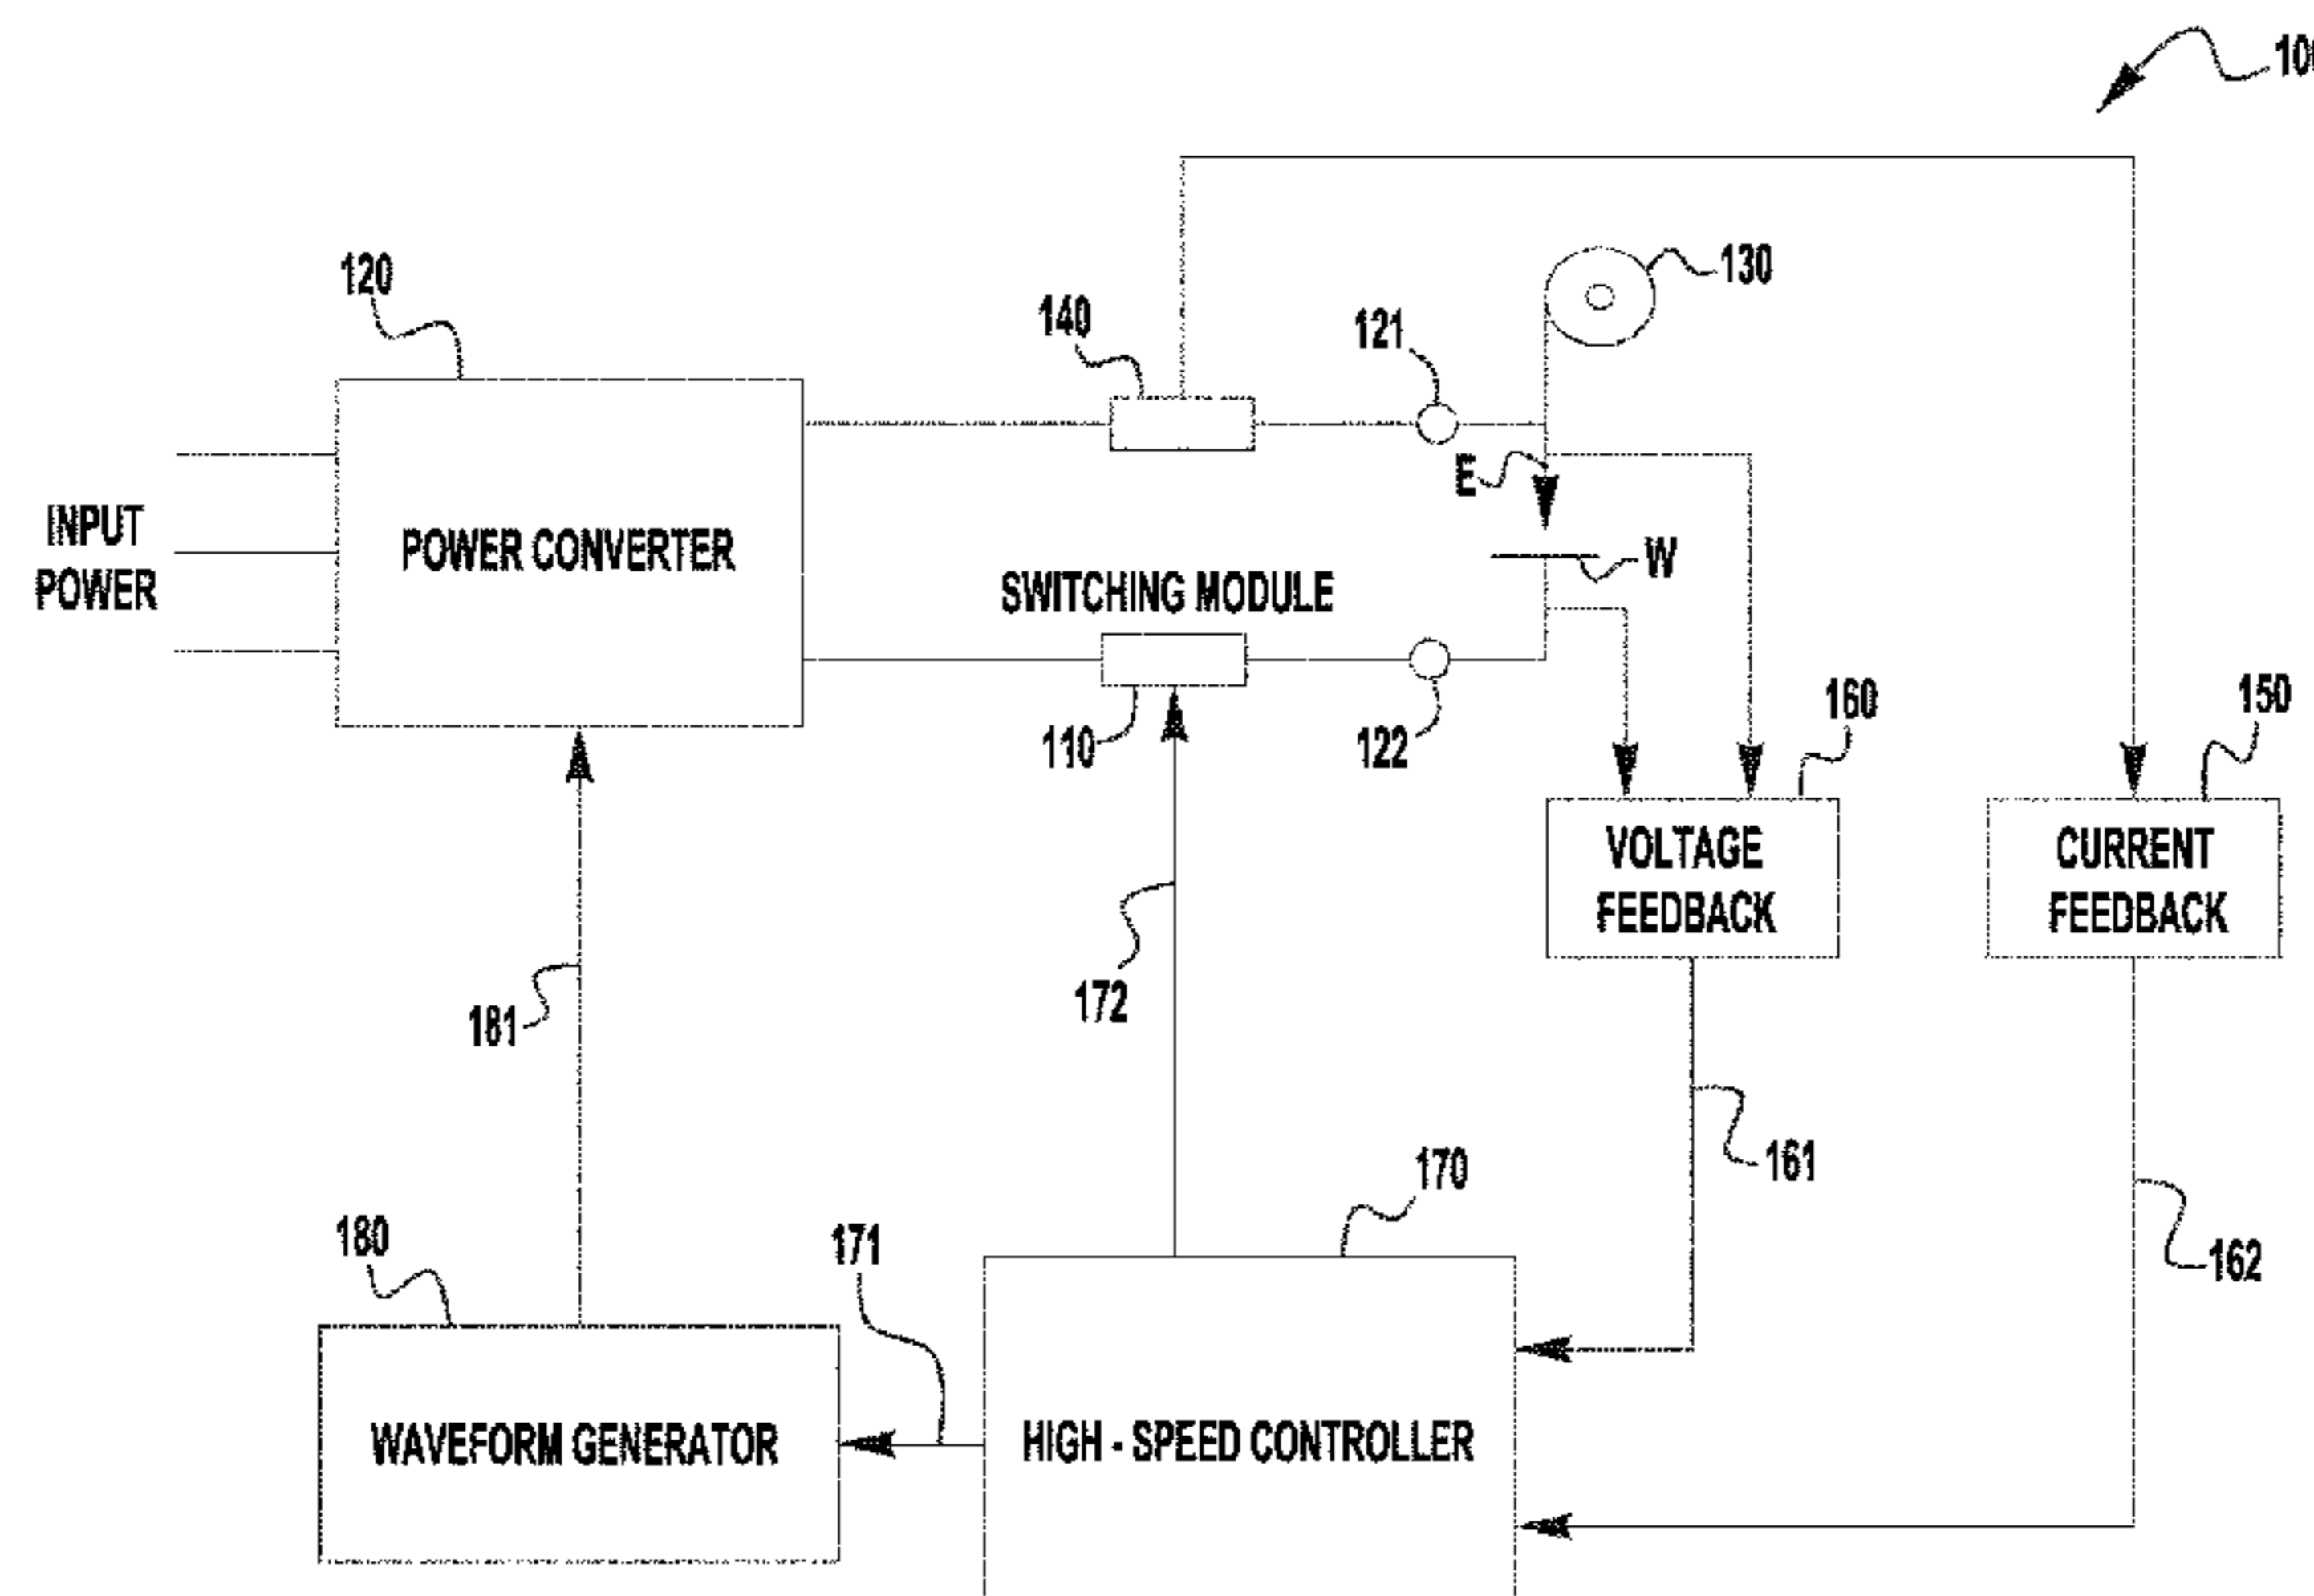 100
120
130
140
121
E
INPUT
POWER
POWER CONVERTER
W
SWITCHING MODULE
110
122
160
150
VOLTAGE
FEEDBACK
CURRENT
FEEDBACK
181
172
161
170
180
171
162
WAVEFORM GENERATOR
HIGH - SPEED CONTROLLER